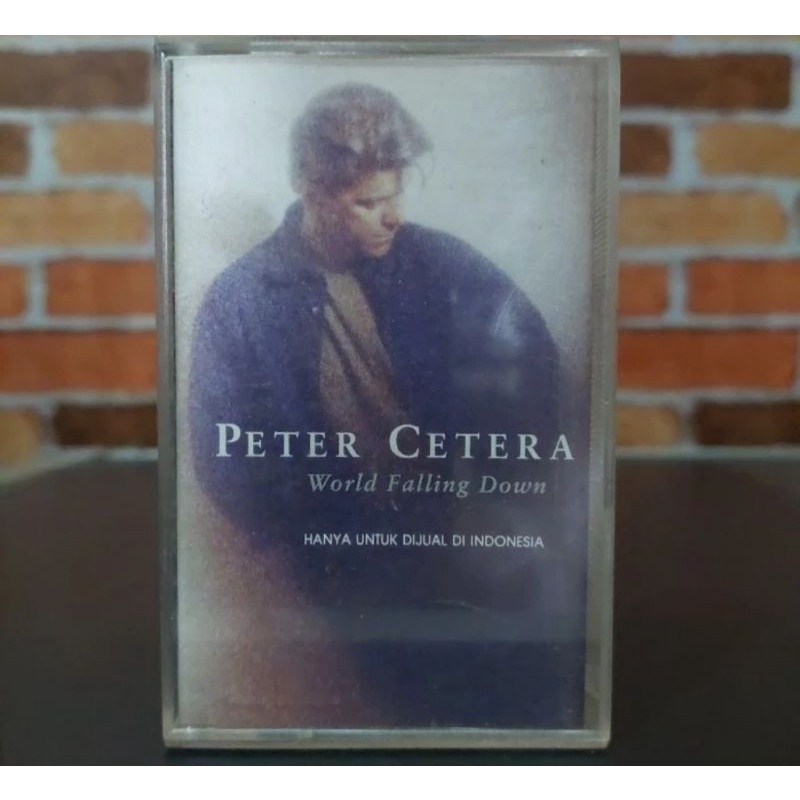 PETER CETERA
World Falling Down
HANYA UNTUK DIJUAL DI INDONESIA